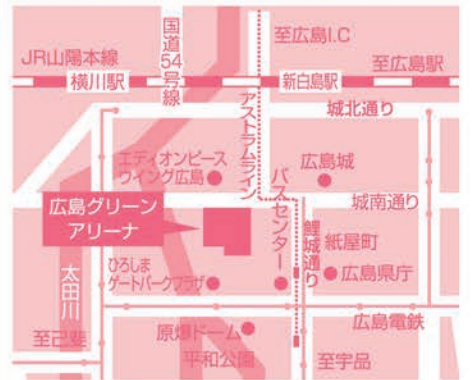 国道54号線
至広島I.C
JR山陽本線
至広島駅
横川駅
新白島駅
アストラムライン
城北通り
エディオンピース
ウイング広島
広島城
バスセンター
広島グリーン
アリーナ
城南通り
鯉城通り
紙屋町
太田川
ひろしま
ゲートパークプラザ
広島県庁
広島電鉄
至己斐
原爆ドーム
平和公園
至宇品